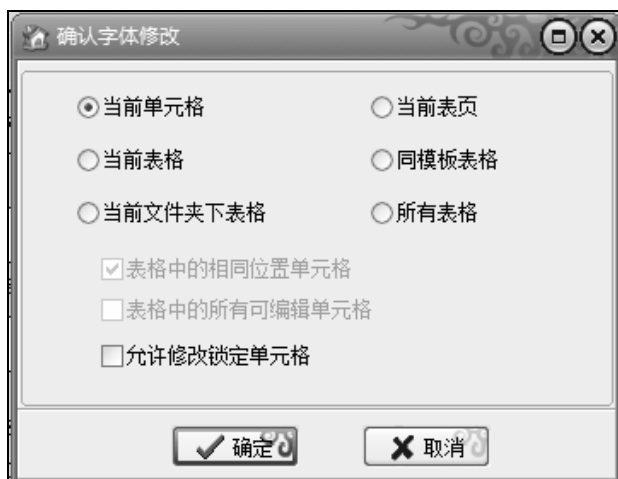 确认字体修改
当前单元格 当前表页
当前表格 同模板表格
当前文件夹下表格 所有表格
表格中的相同位置单元格
表格中的所有可编辑单元格
允许修改锁定单元格
确定 取消